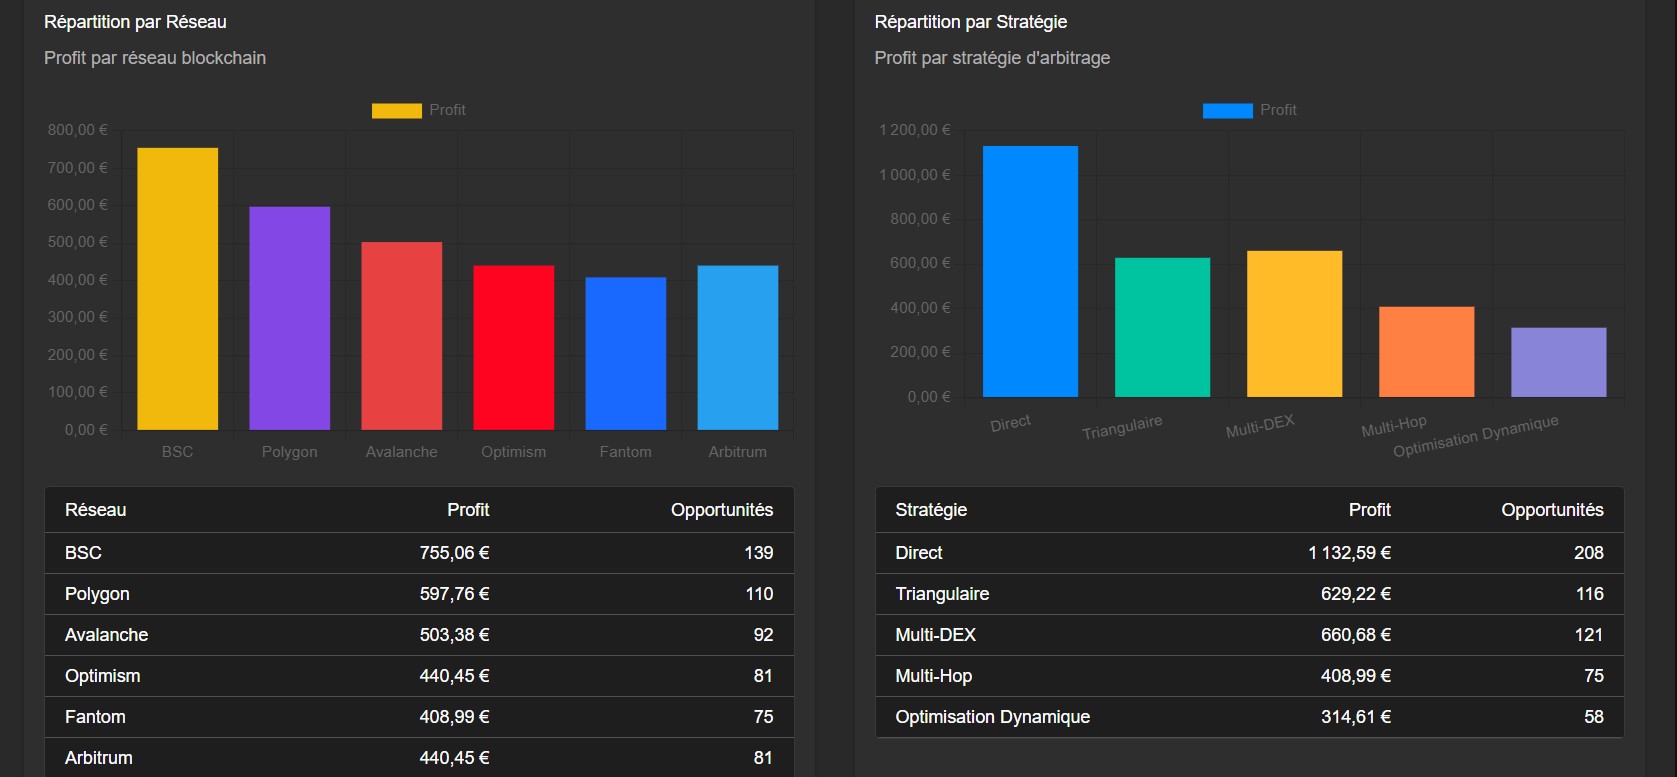 Répartition par Réseau
Profit par réseau blockchain
Profit
800,00 €
700,00 €
600,00 €
500,00 €
400,00 €
300,00 €
200,00 €
100,00 €
0,00 €
BSC Polygon Avalanche Optimism Fantom Arbitrum
Réseau Profit Opportunités
BSC 755,06 € 139
Polygon 597,76 € 110
Avalanche 503,38 € 92
Optimism 440,45 € 81
Fantom 408,99 € 75
Arbitrum 440,45 € 81
Répartition par Stratégie
Profit par stratégie d'arbitrage
Profit
1 200,00 €
1 000,00 €
800,00 €
600,00 €
400,00 €
200,00 €
0,00 €
Direct Triangulaire Multi-DEX Multi-Hop Optimisation Dynamique
Stratégie Profit Opportunités
Direct 1 132,59 € 208
Triangulaire 629,22 € 116
Multi-DEX 660,68 € 121
Multi-Hop 408,99 € 75
Optimisation Dynamique 314,61 € 58